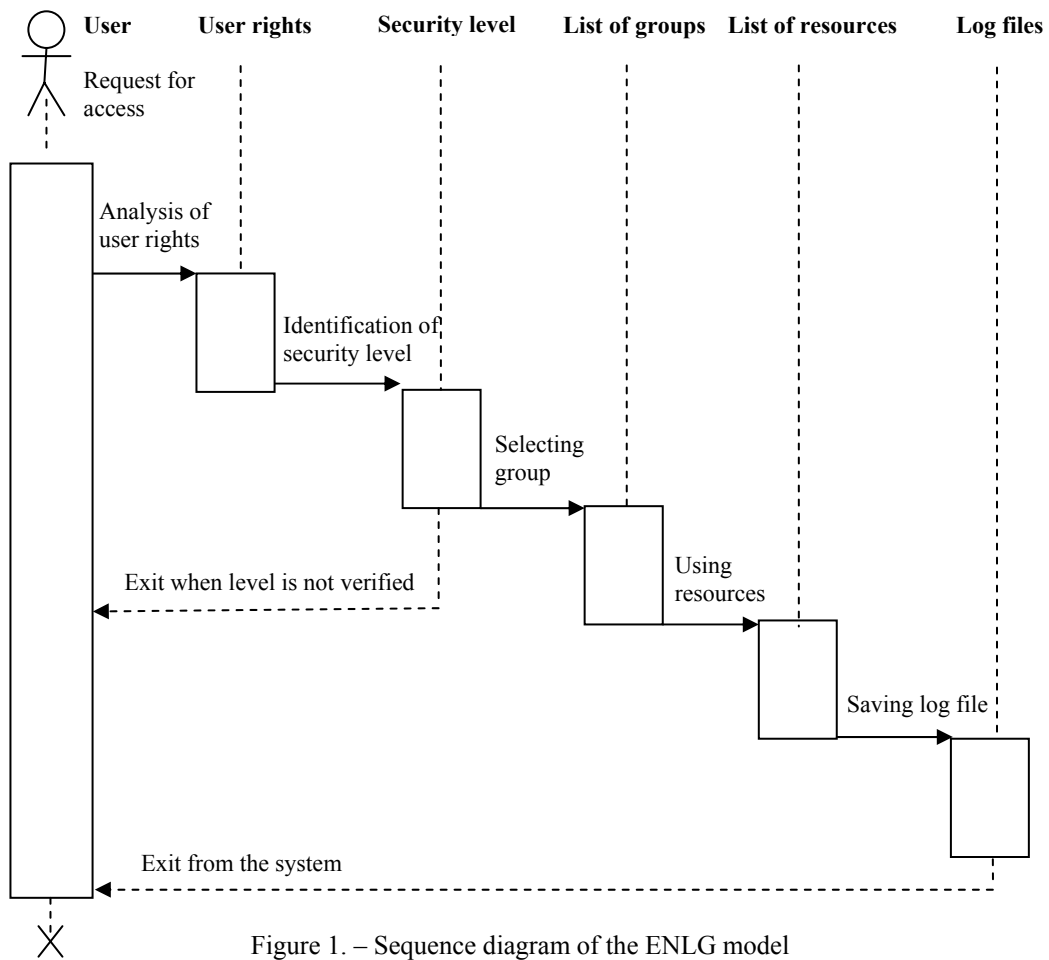 User User rights Security level List of groups List of resources Log files
Request for
access
Analysis of
user rights
Identification of
security level
Selecting
group
Exit when level is not verified
Using
resources
Saving log file
Exit from the system
Figure 1. – Sequence diagram of the ENLG model